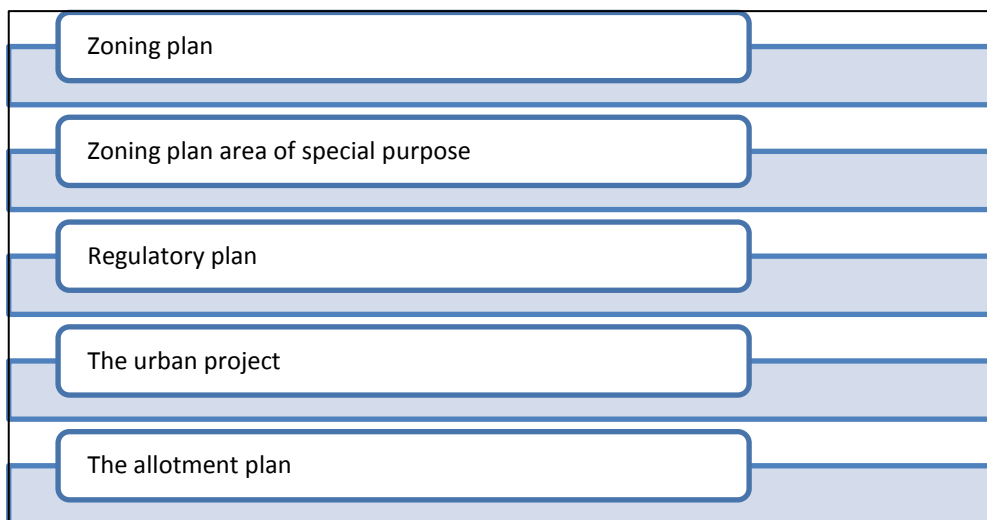 Zoning plan
Zoning plan area of special purpose
Regulatory plan
The urban project
The allotment plan